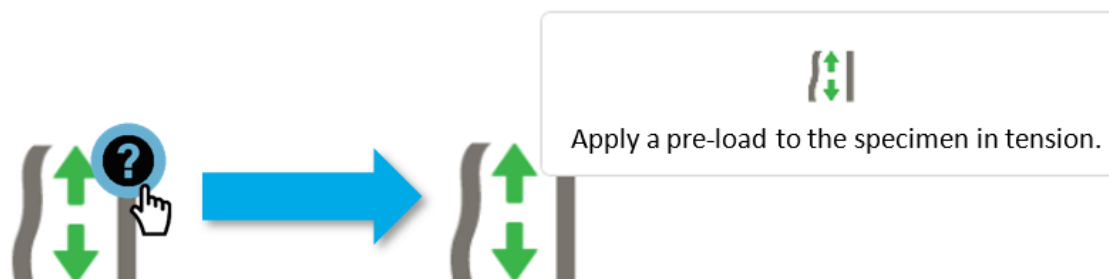 ?
Apply a pre-load to the specimen in tension.